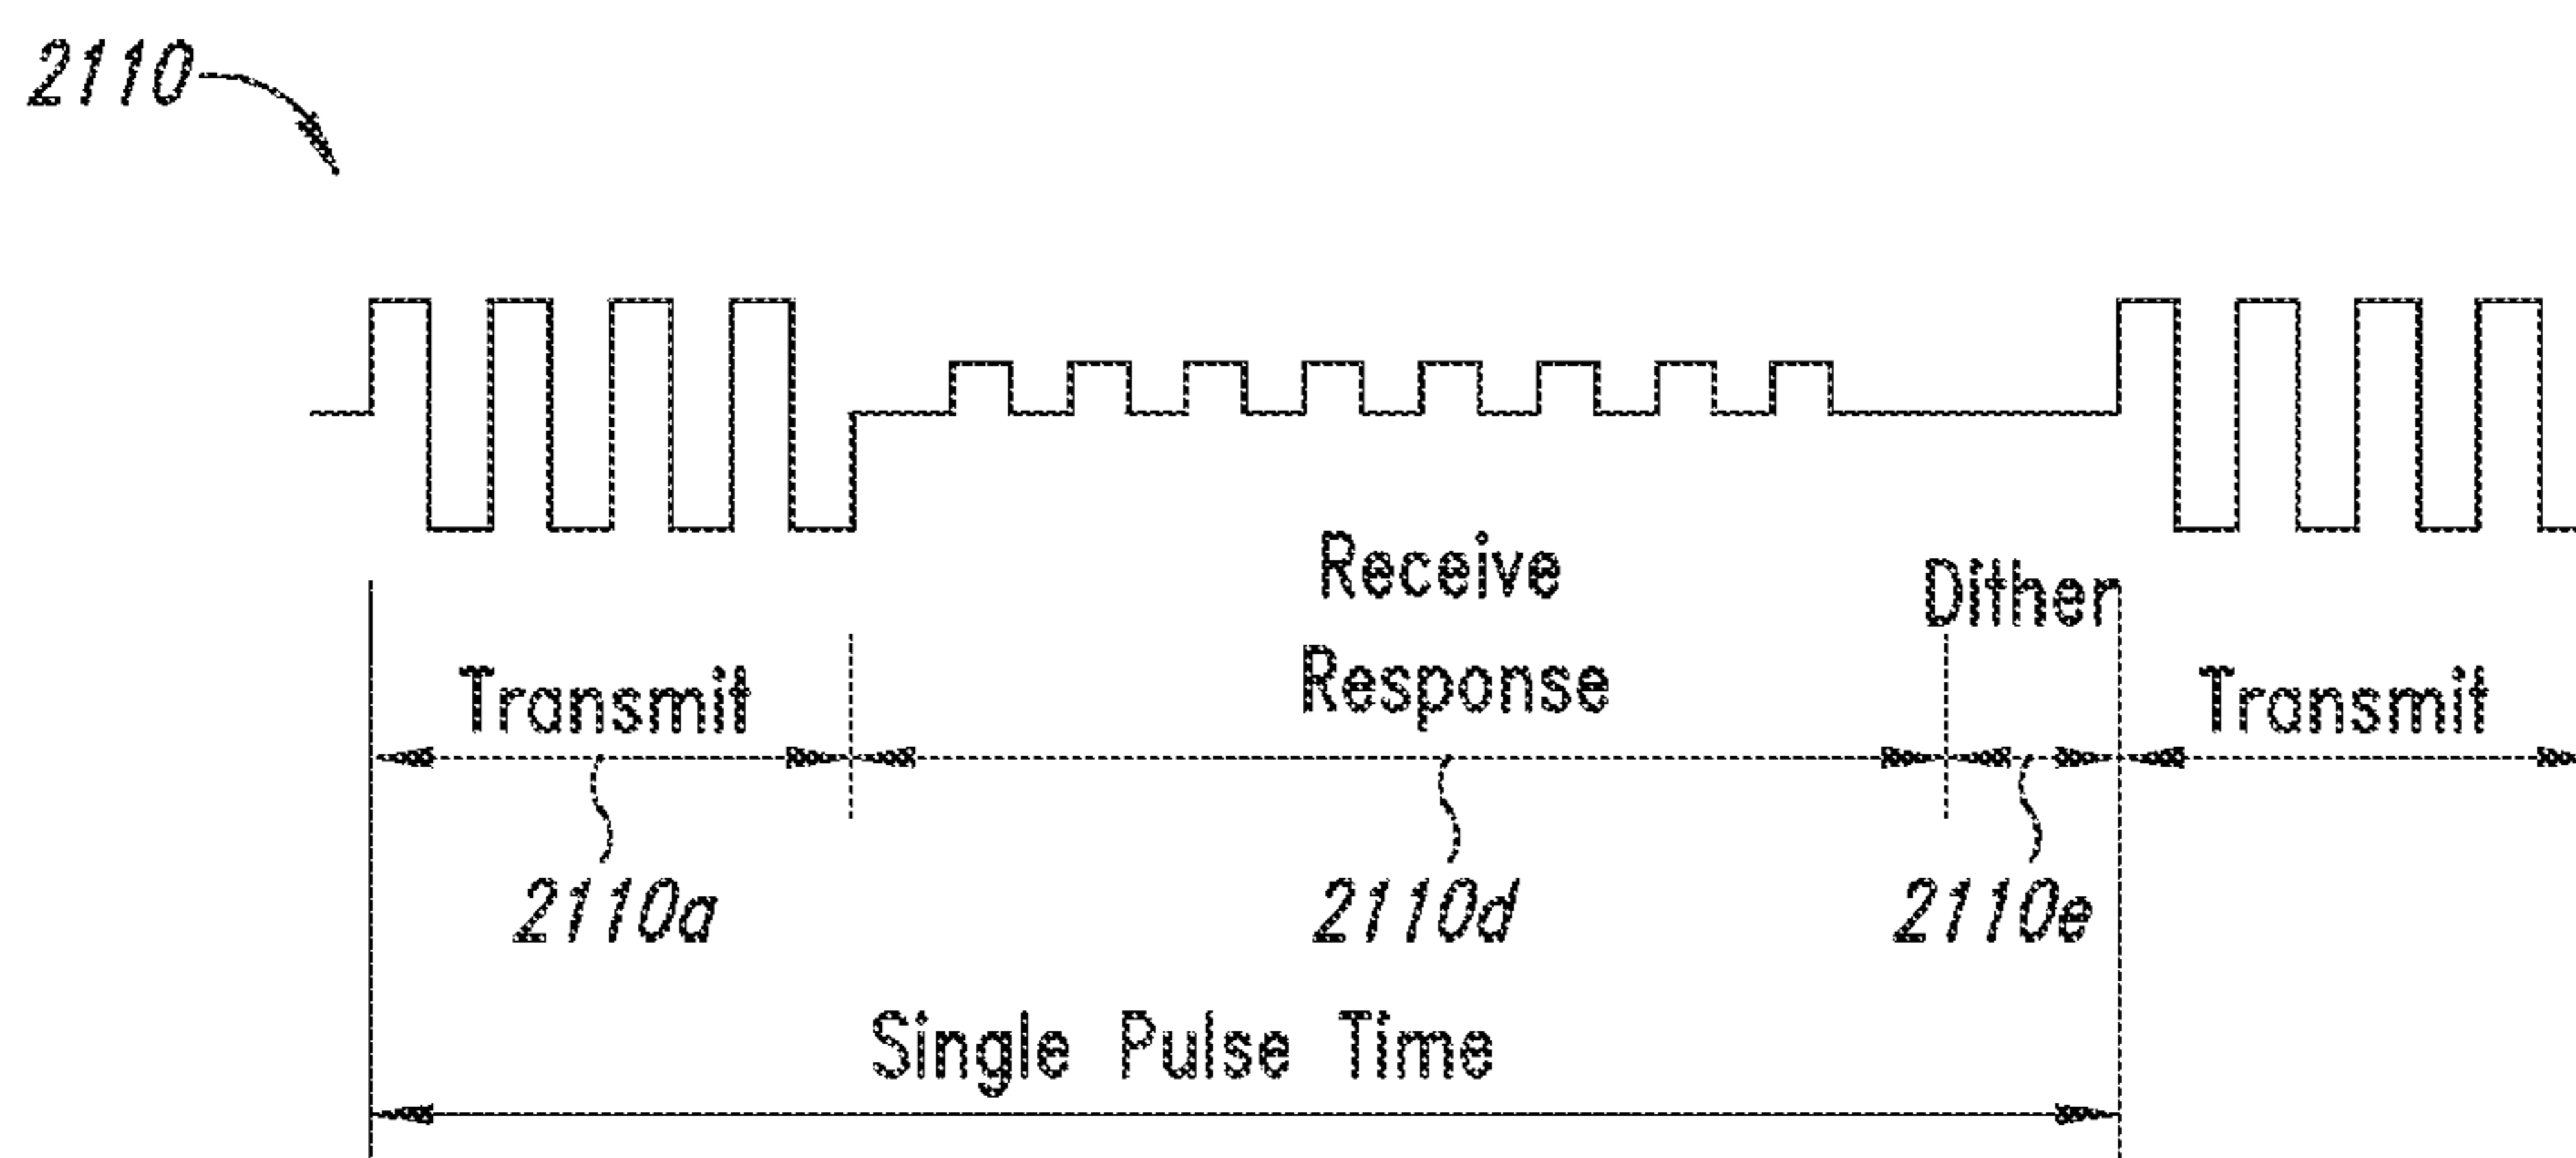 2110
Receive
Response
Dither
Transmit
Transmit
2110a
2110d
2110e
Single Pulse Time